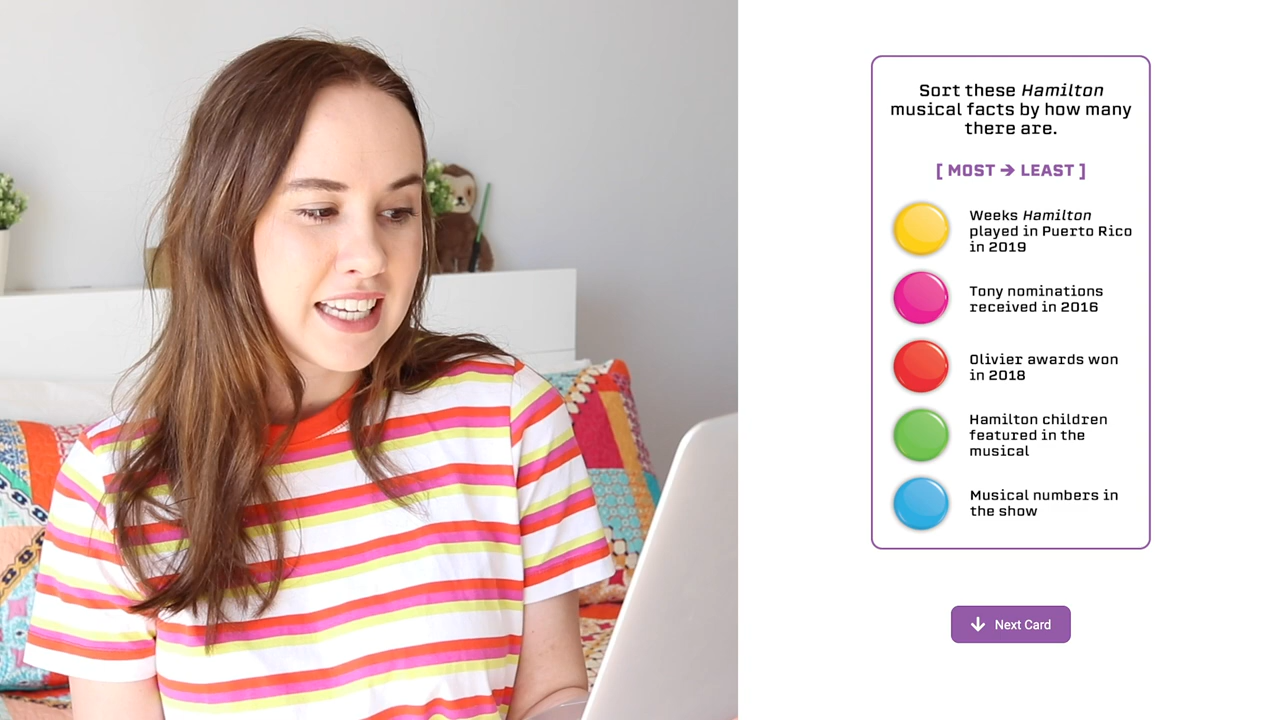 Sort these Hamilton
musical facts by how many
there are.
[ MOST → LEAST ]
Weeks Hamilton
played in Puerto Rico
in 2019
Tony nominations
received in 2016
Olivier awards won
in 2018
Hamilton children
featured in the
musical
Musical numbers in
the show
Next Card